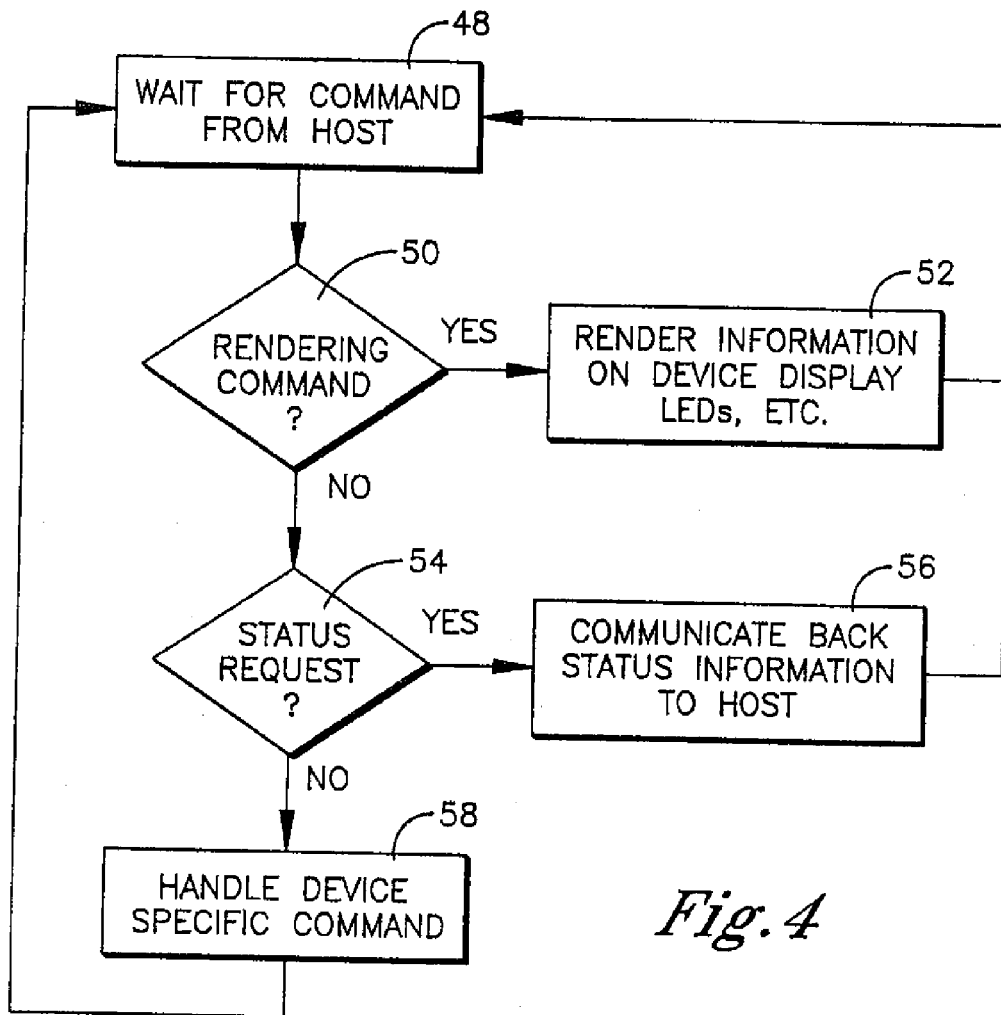 48
WAIT FOR COMMAND
FROM HOST
50
RENDERING
COMMAND
?
YES
52
RENDER INFORMATION
ON DEVICE DISPLAY
LEDs, ETC.
NO
54
STATUS
REQUEST
?
YES
56
COMMUNICATE BACK
STATUS INFORMATION
TO HOST
NO
58
HANDLE DEVICE
SPECIFIC COMMAND
Fig. 4